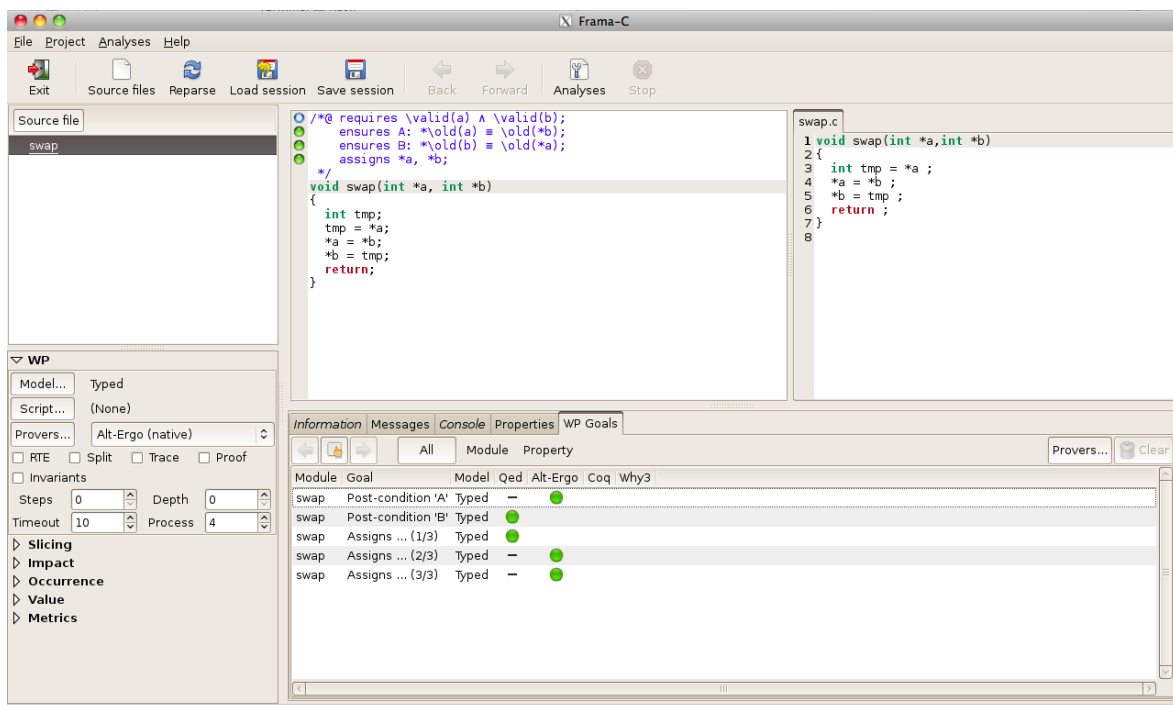 Frama-C
File Project Analyses Help
Exit Source files Reparse Load session Save session Back Forward Analyses Stop
Source file
swap
/*@ requires \valid(a) ∧ \valid(b);
ensures A: *\old(a) ≡ \old(*b);
ensures B: *\old(b) ≡ \old(*a);
assigns *a, *b;
*/
void swap(int *a, int *b)
{
int tmp;
tmp = *a;
*a = *b;
*b = tmp;
return;
}
swap.c
1 void swap(int *a,int *b)
2 {
3 int tmp = *a ;
4 *a = *b ;
5 *b = tmp ;
6 return ;
7 }
8
WP
Model... Typed
Script... (None)
Provers... Alt-Ergo (native)
RTE Split Trace Proof
Invariants
Steps 0 Depth 0
Timeout 10 Process 4
Slicing
Impact
Occurrence
Value
Metrics
Information Messages Console Properties WP Goals
All Module Property Provers... Clear
Module Goal Model Qed Alt-Ergo Coq Why3
swap Post-condition 'A' Typed –
swap Post-condition 'B' Typed
swap Assigns ... (1/3) Typed
swap Assigns ... (2/3) Typed –
swap Assigns ... (3/3) Typed –